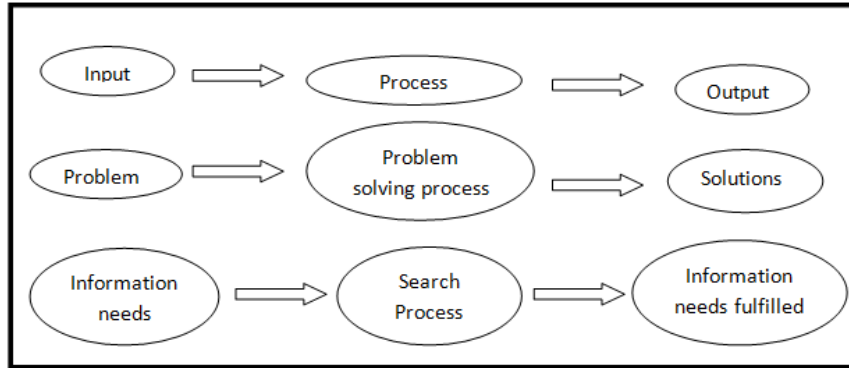 Input
Process
Output
Problem
Problem
solving process
Solutions
Information
needs
Search
Process
Information
needs fulfilled